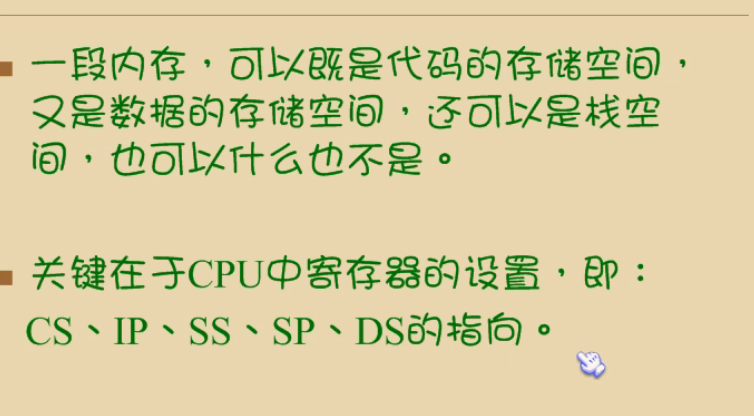 一段内存，可以既是代码的存储空间，
又是数据的存储空间，还可以是栈空
间，也可以什么也不是。
关键在于CPU中寄存器的设置，即：
CS、IP、SS、SP、DS的指向。